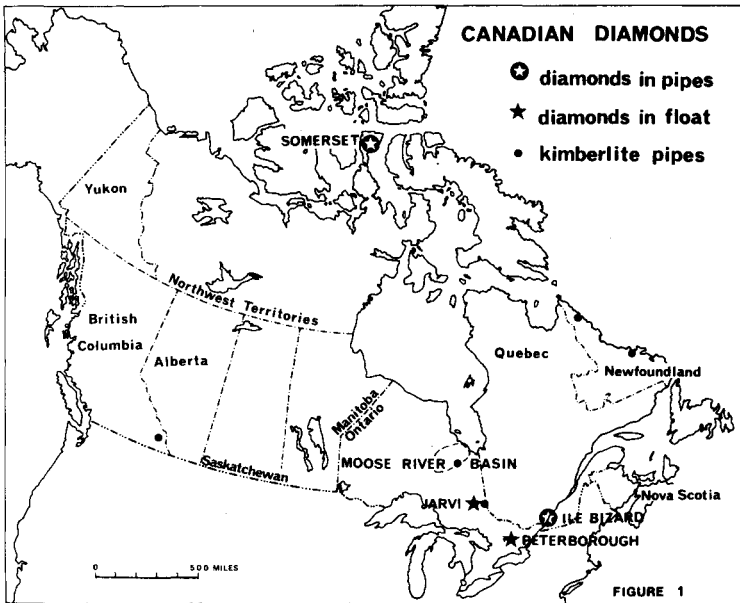 CANADIAN DIAMONDS
diamonds in pipes
diamonds in float
kimberlite pipes
SOMERSET
Yukon
Northwest Territories
British
Columbia
Alberta
Quebec
Newfoundland
Manitoba
Ontario
Saskatchewan
MOOSE RIVER BASIN
JARVI
Nova Scotia
ILE BIZARD
PETERBOROUGH
0 500 MILES
FIGURE 1